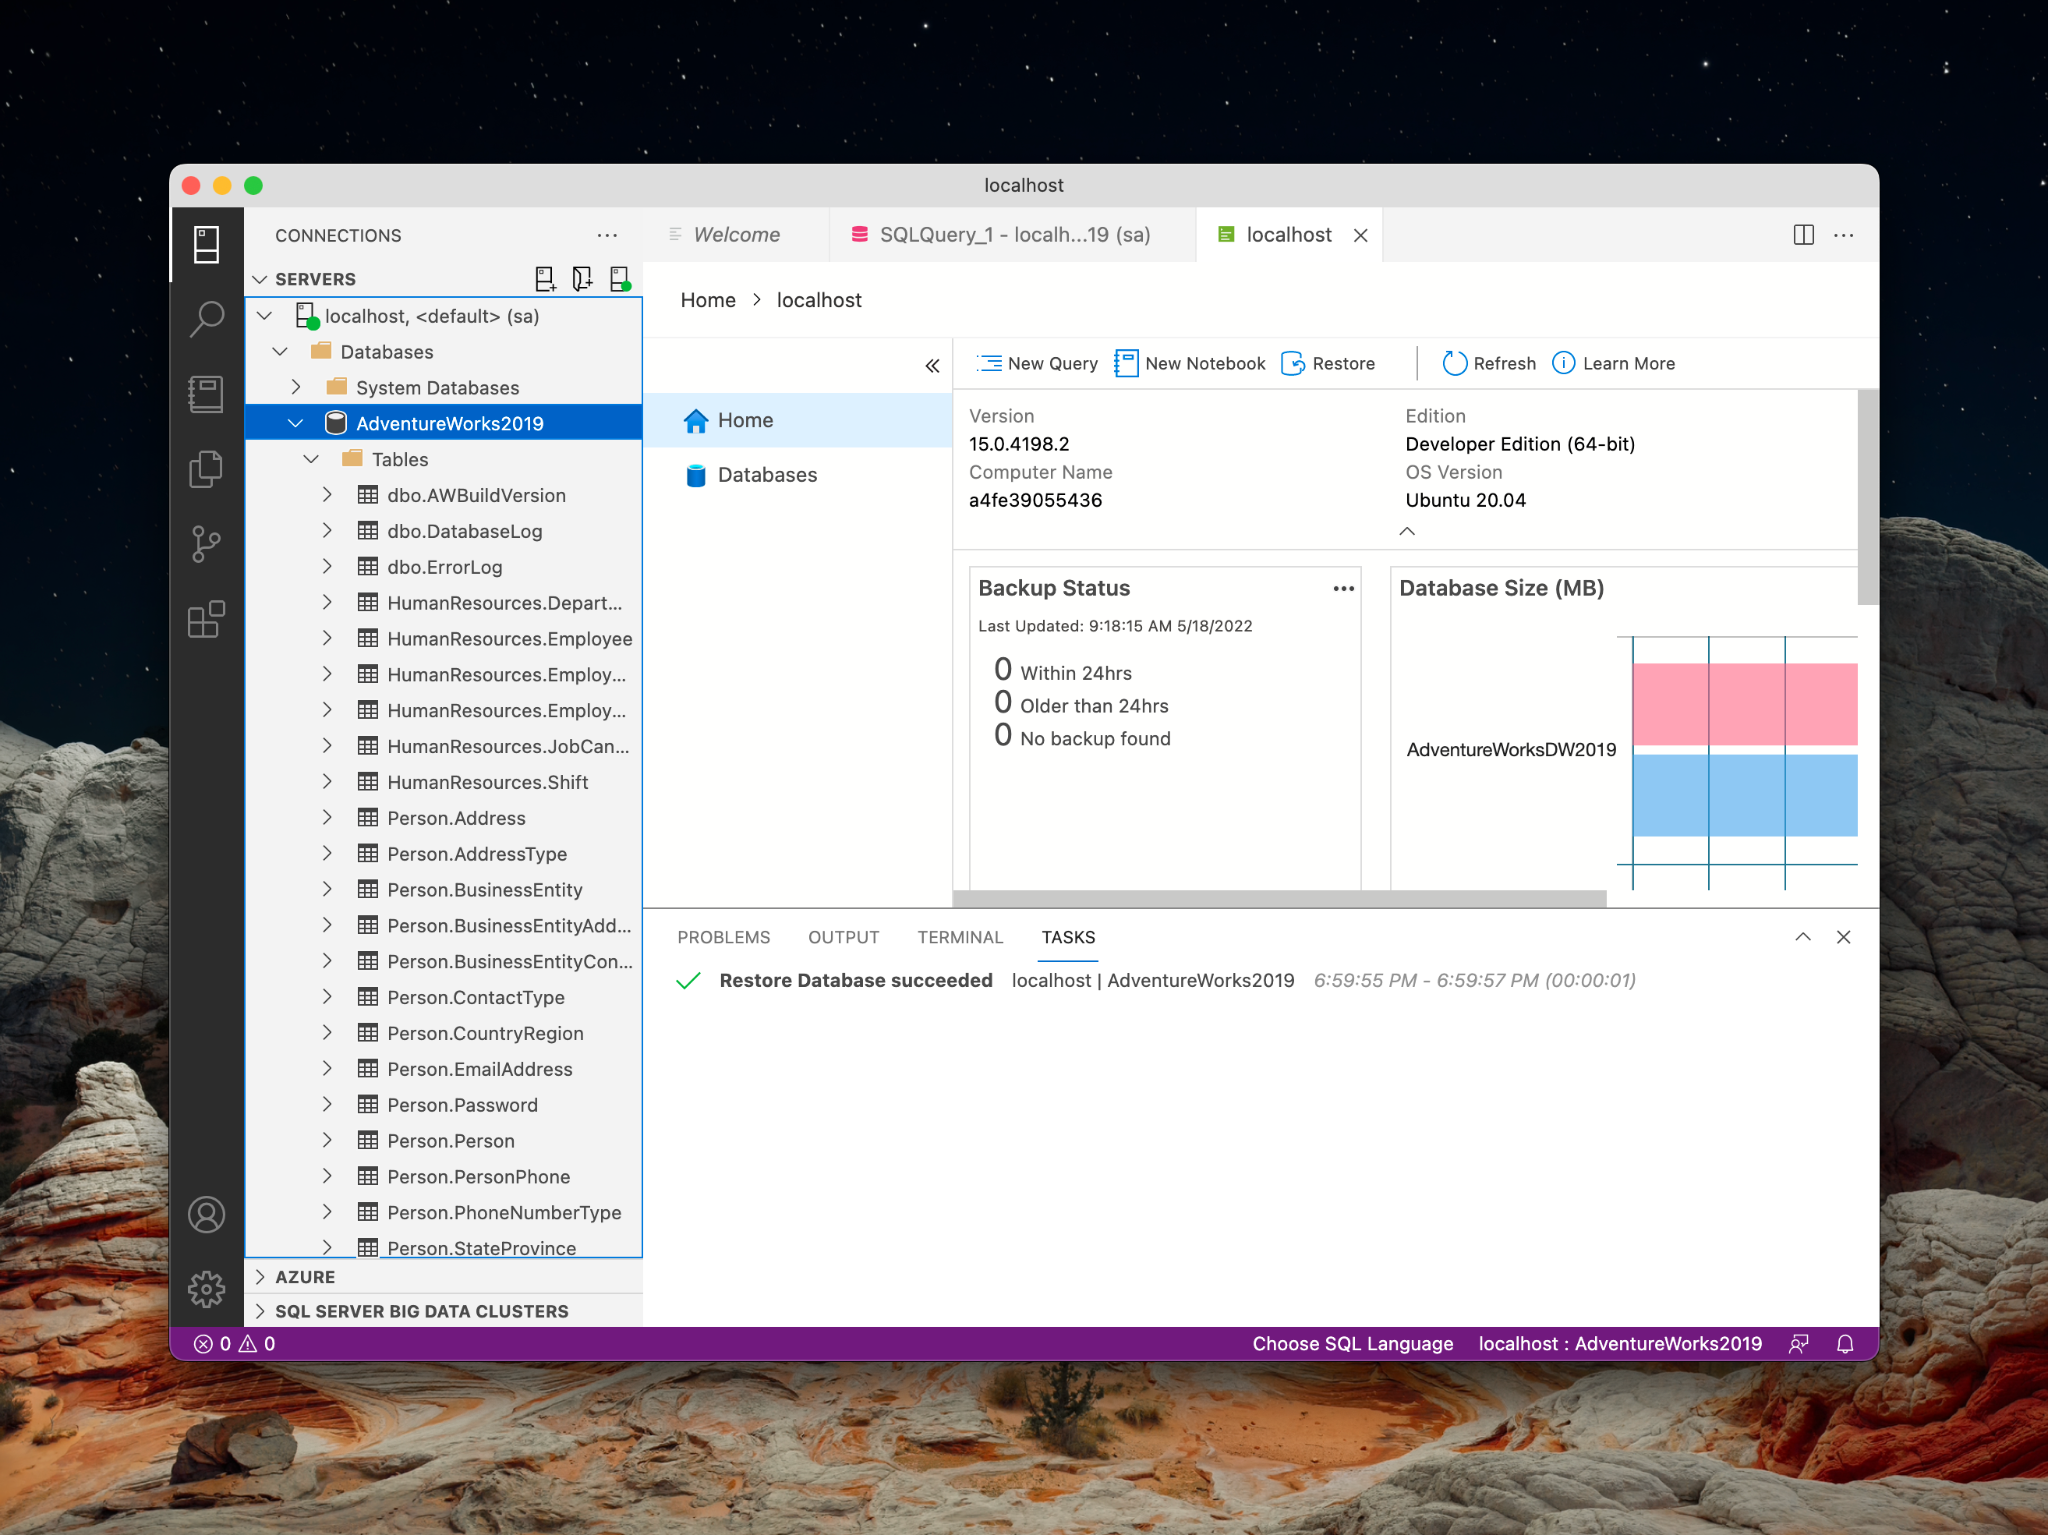 localhost
CONNECTIONS
SERVERS
localhost, <default> (sa)
Databases
System Databases
AdventureWorks2019
Tables
dbo.AWBuildVersion
dbo.DatabaseLog
dbo.ErrorLog
HumanResources.Depart...
HumanResources.Employee
HumanResources.Employ...
HumanResources.Employ...
HumanResources.JobCan...
HumanResources.Shift
Person.Address
Person.AddressType
Person.BusinessEntity
Person.BusinessEntityAdd...
Person.BusinessEntityCon...
Person.ContactType
Person.CountryRegion
Person.EmailAddress
Person.Password
Person.Person
Person.PersonPhone
Person.PhoneNumberType
Person.StateProvince
AZURE
SQL SERVER BIG DATA CLUSTERS
Welcome
SQLQuery_1 - localh...19 (sa)
localhost
Home > localhost
Home
Databases
New Query
New Notebook
Restore
Refresh
Learn More
Version
15.0.4198.2
Computer Name
a4fe39055436
Edition
Developer Edition (64-bit)
OS Version
Ubuntu 20.04
Backup Status
Last Updated: 9:18:15 AM 5/18/2022
0 Within 24hrs
0 Older than 24hrs
0 No backup found
Database Size (MB)
AdventureWorksDW2019
PROBLEMS
OUTPUT
TERMINAL
TASKS
Restore Database succeeded localhost | AdventureWorks2019 6:59:55 PM - 6:59:57 PM (00:00:01)
0 0
Choose SQL Language
localhost : AdventureWorks2019